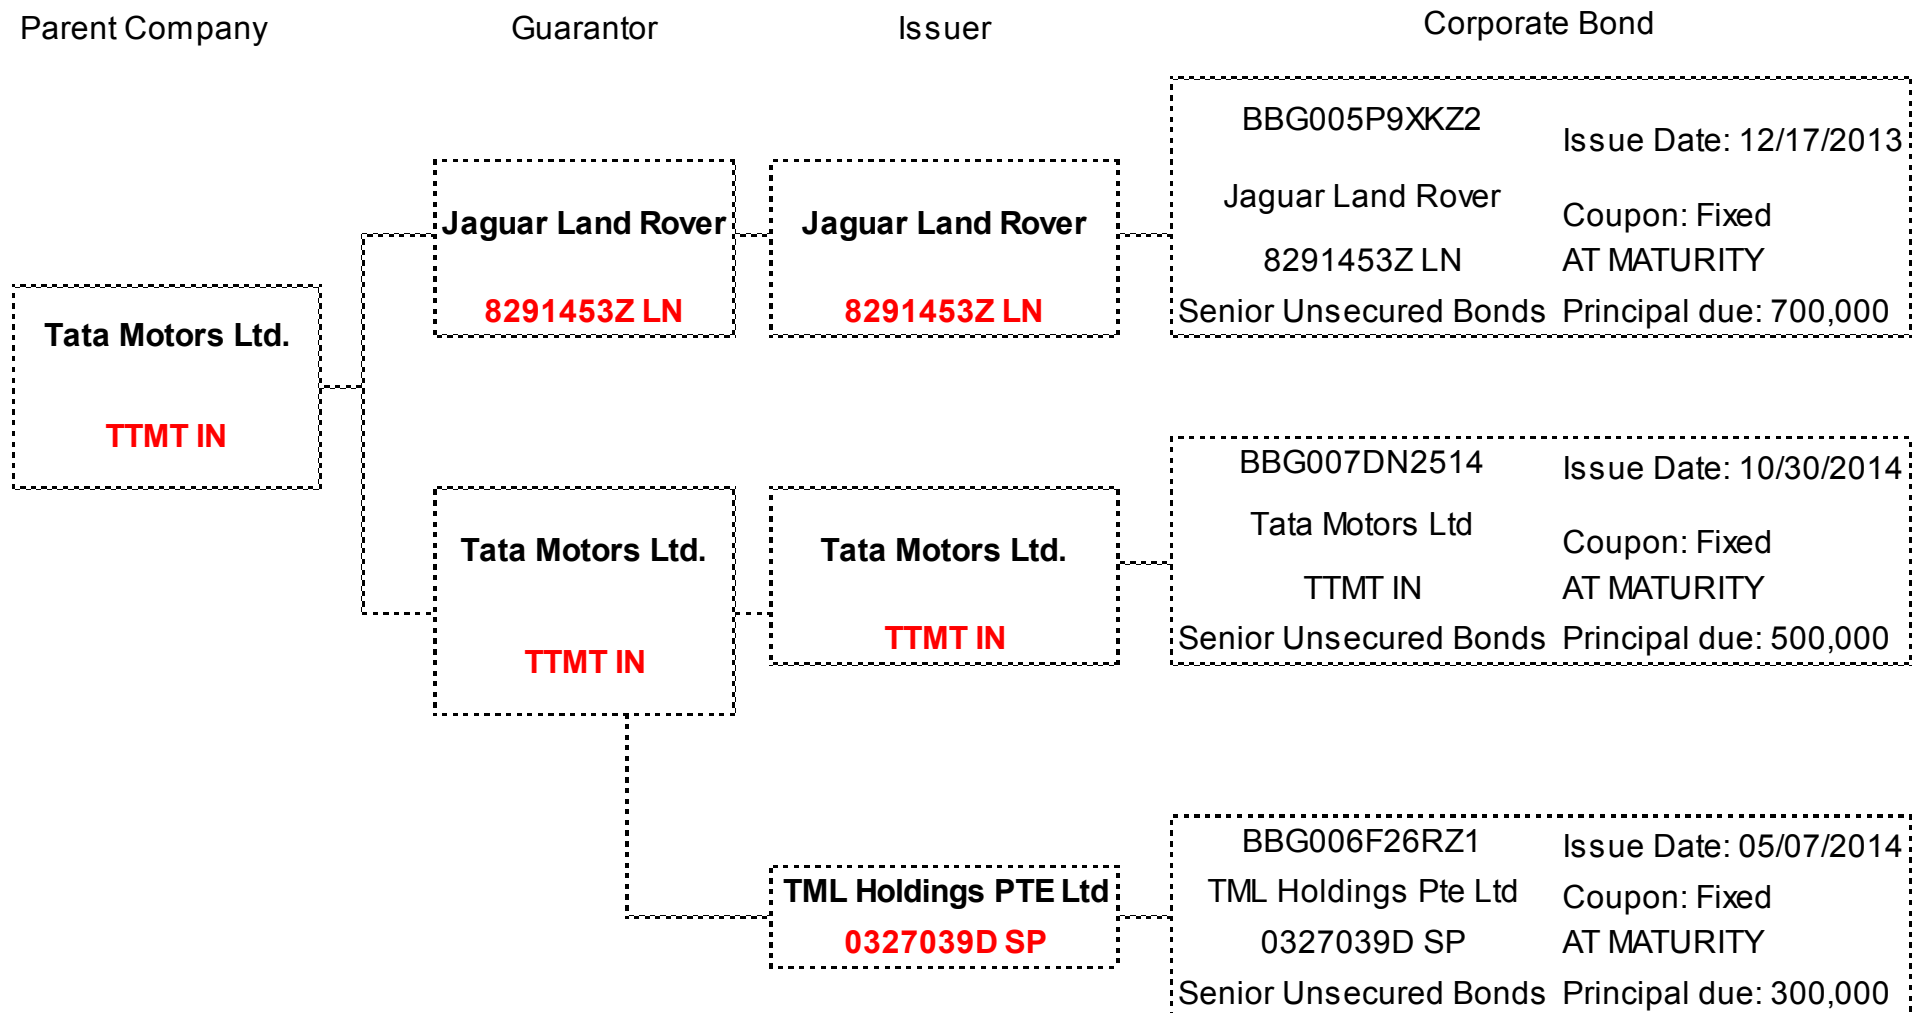 Parent Company
Guarantor
Issuer
Corporate Bond
Tata Motors Ltd.
TTMT IN
Jaguar Land Rover
8291453Z LN
Jaguar Land Rover
8291453Z LN
BBG005P9XKZ2
Issue Date: 12/17/2013
Jaguar Land Rover
Coupon: Fixed
8291453Z LN
AT MATURITY
Senior Unsecured Bonds
Principal due: 700,000
Tata Motors Ltd.
TTMT IN
Tata Motors Ltd.
TTMT IN
BBG007DN2514
Issue Date: 10/30/2014
Tata Motors Ltd
Coupon: Fixed
TTMT IN
AT MATURITY
Senior Unsecured Bonds
Principal due: 500,000
TML Holdings PTE Ltd
0327039D SP
BBG006F26RZ1
Issue Date: 05/07/2014
TML Holdings Pte Ltd
Coupon: Fixed
0327039D SP
AT MATURITY
Senior Unsecured Bonds
Principal due: 300,000